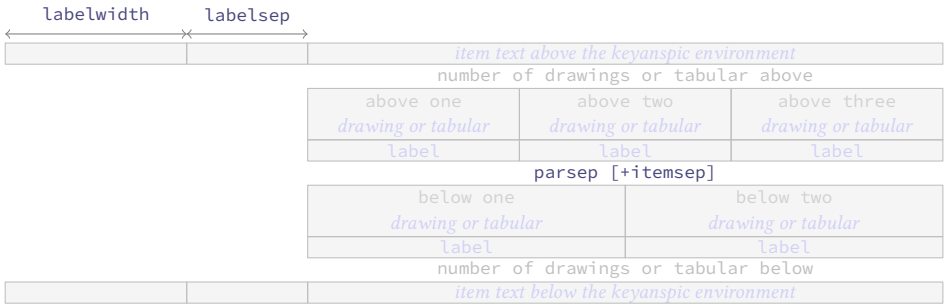 labelwidth labelsep
item text above the keyanspic environment
number of drawings or tabular above
above one above two above three
drawing or tabular drawing or tabular drawing or tabular
label label label
parsep [+itemsep]
below one below two
drawing or tabular drawing or tabular
label label
number of drawings or tabular below
item text below the keyanspic environment